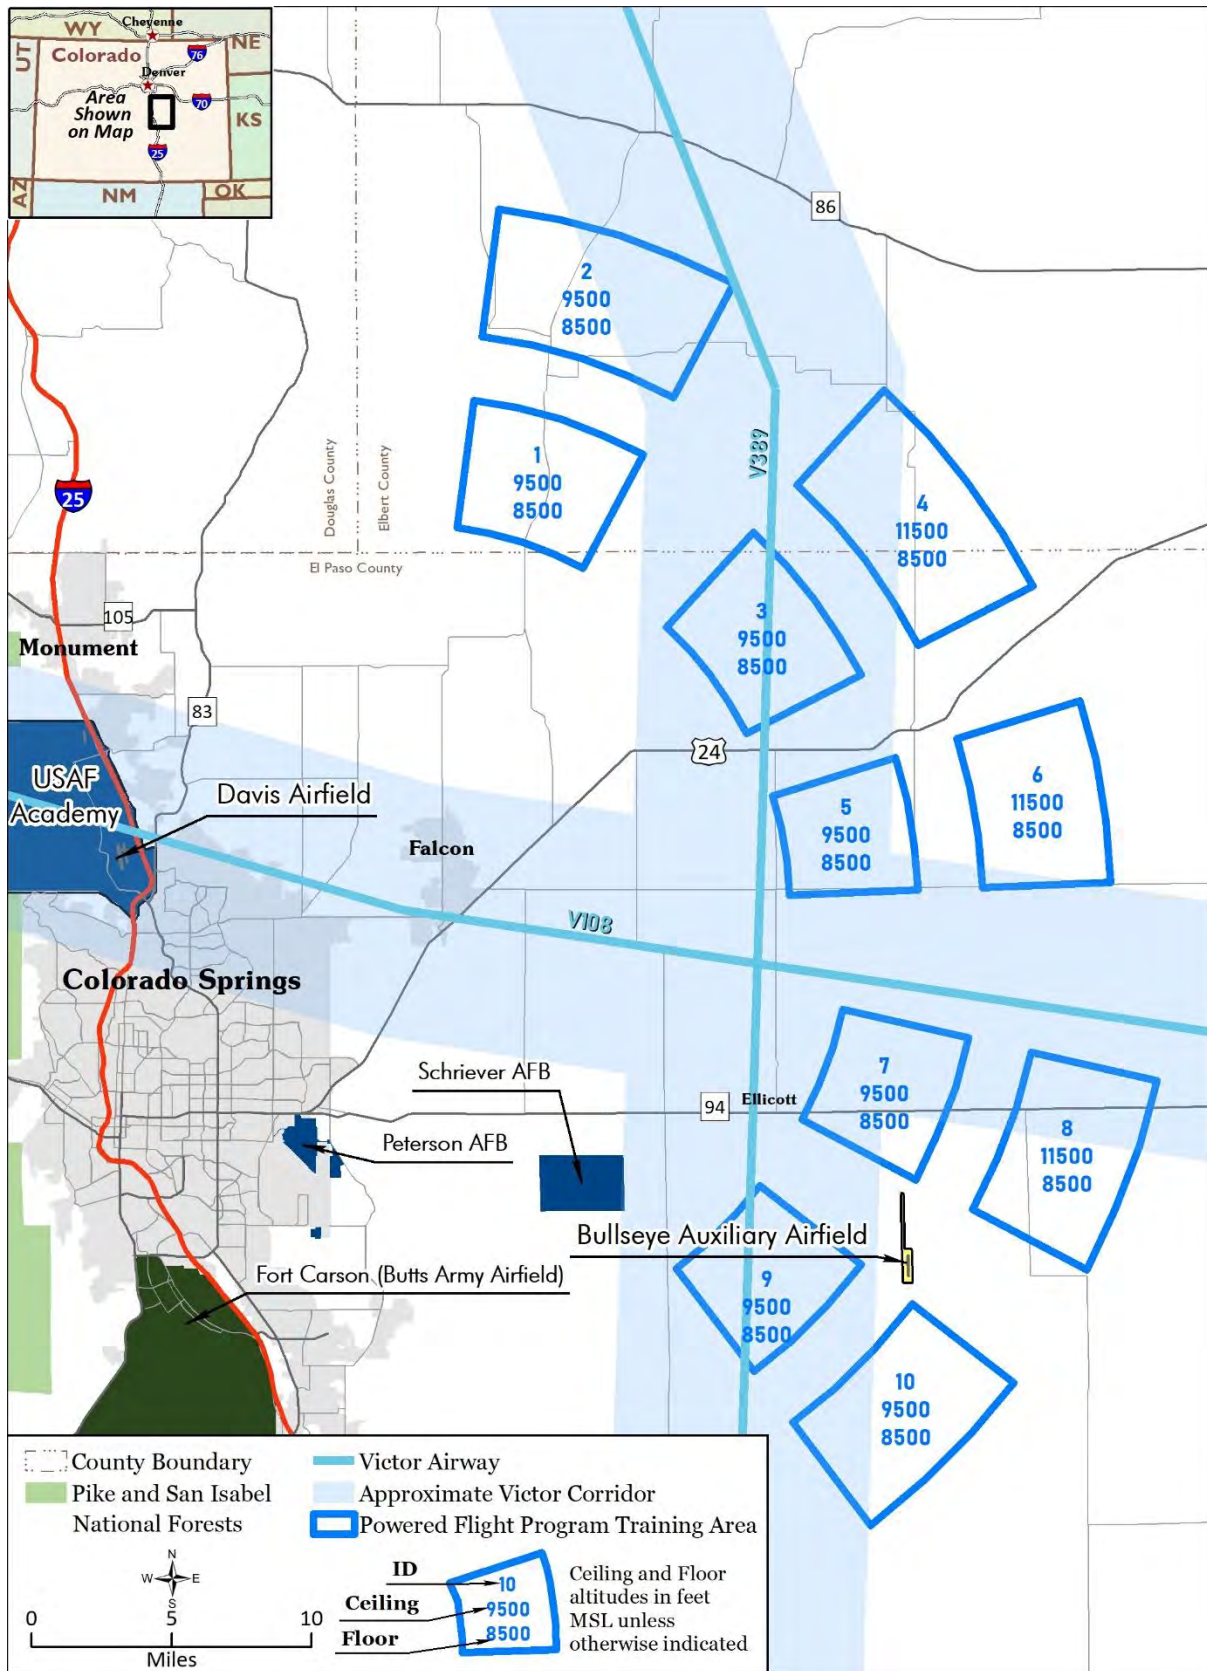 WY
Cheyenne
NE
UT
Colorado
76
Denver
Area
Shown
on Map
70
KS
25
AZ
NM
OK
86
2
9500
8500
1
9500
8500
V389
4
11500
8500
25
Douglas County
Elbert County
El Paso County
105
Monument
3
9500
8500
83
24
USAF
Academy
Davis Airfield
6
11500
8500
5
9500
8500
Falcon
V108
Colorado Springs
Schriever AFB
7
9500
8500
94
Ellicott
8
11500
8500
Peterson AFB
Bullseye Auxiliary Airfield
Fort Carson (Butts Army Airfield)
9
9500
8500
10
9500
8500
County Boundary
Pike and San Isabel
National Forests
Victor Airway
Approximate Victor Corridor
Powered Flight Program Training Area
N
W E
S
0 5 10
Miles
ID
Ceiling
Floor
10
9500
8500
Ceiling and Floor
altitudes in feet
MSL unless
otherwise indicated